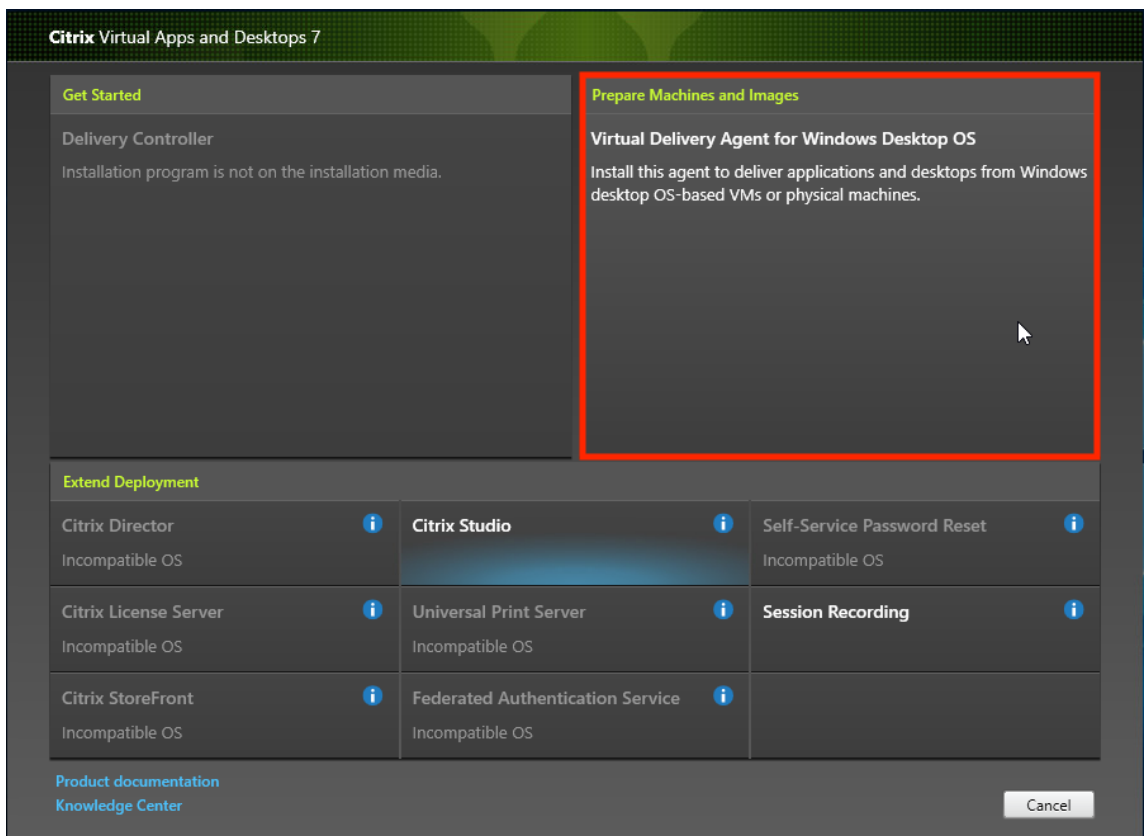 Citrix Virtual Apps and Desktops 7
Get Started
Delivery Controller
Installation program is not on the installation media.
Prepare Machines and Images
Virtual Delivery Agent for Windows Desktop OS
Install this agent to deliver applications and desktops from Windows
desktop OS-based VMs or physical machines.
Extend Deployment
Citrix Director
Incompatible OS
Citrix Studio
Self-Service Password Reset
Incompatible OS
Citrix License Server
Incompatible OS
Universal Print Server
Incompatible OS
Session Recording
Citrix StoreFront
Incompatible OS
Federated Authentication Service
Incompatible OS
Product documentation
Knowledge Center
Cancel